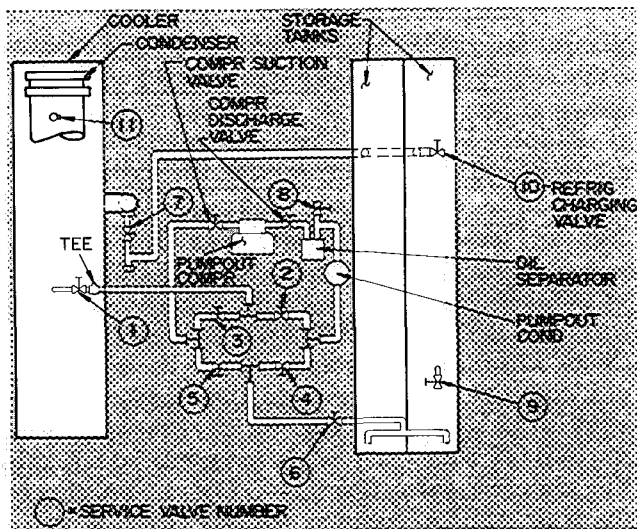 COOLER
CONDENSER
COMPR SUCTION
VALVE
COMPR
DISCHARGE
VALVE
STORAGE
TANKS
11
7
8
10
REFRIG
CHARGING
VALVE
TEE
PUMPOUT
COMPR
2
OIL
SEPARATOR
PUMPOUT
COND
1
3
5
4
9
6
= SERVICE VALVE NUMBER